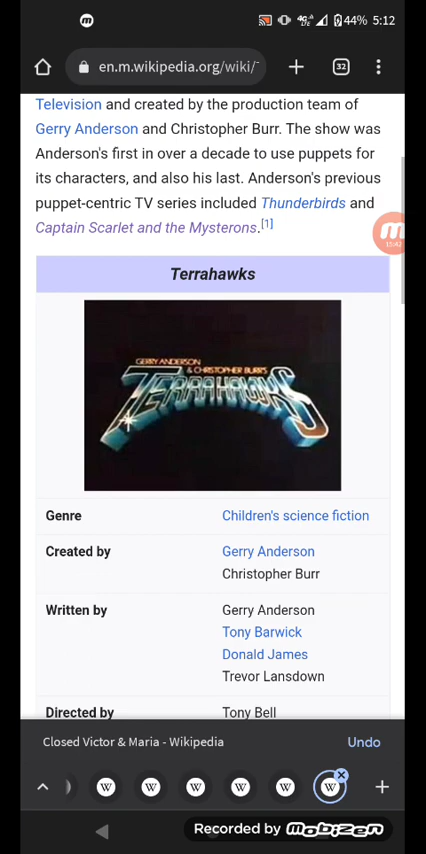 44% 5:12
en.m.wikipedia.org/wiki/
32
Television and created by the production team of
Gerry Anderson and Christopher Burr. The show was
Anderson's first in over a decade to use puppets for
its characters, and also his last. Anderson's previous
puppet-centric TV series included Thunderbirds and
Captain Scarlet and the Mysterons.[1]
15:42
Terrahawks
GERRY ANDERSON
& CHRISTOPHER BURR'S
TERRAHAWKS
Genre Children's science fiction
Created by Gerry Anderson
Christopher Burr
Written by Gerry Anderson
Tony Barwick
Donald James
Trevor Lansdown
Directed by Tony Bell
Closed Victor & Maria - Wikipedia Undo
W W W W W W
Recorded by mobizen